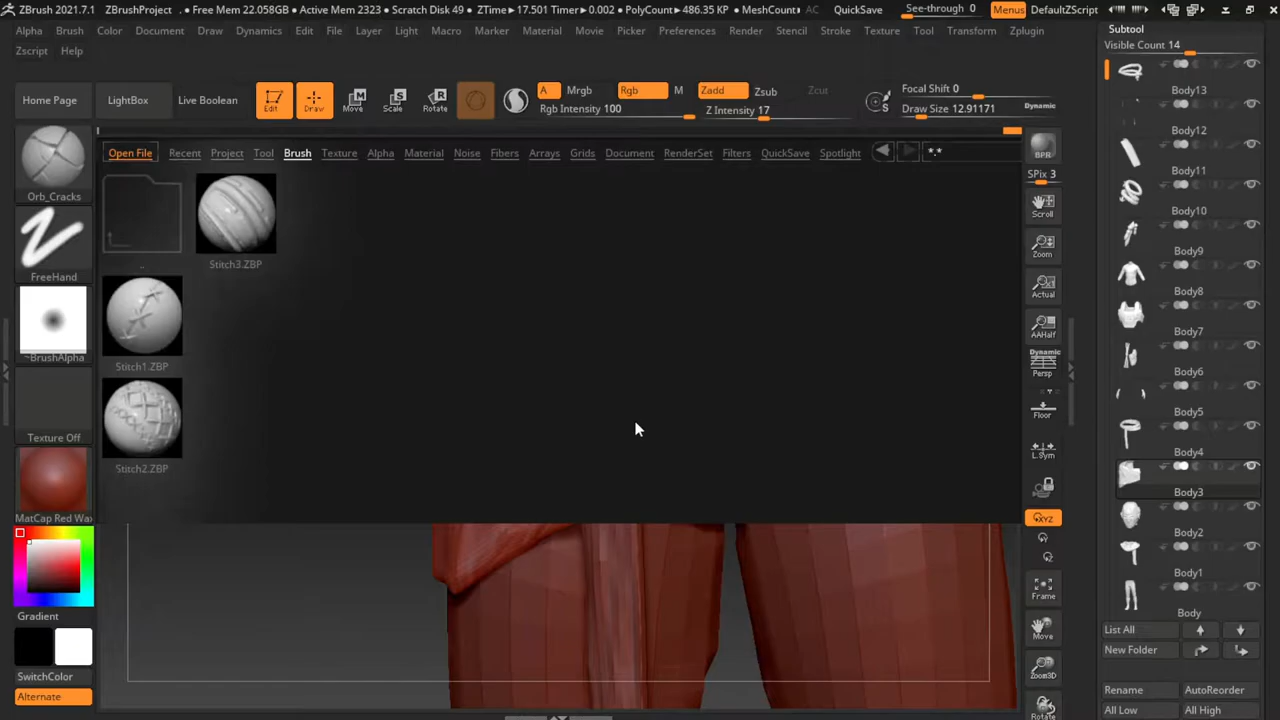 ZBrush 2021.7.1 ZBrushProject • Free Mem 22.058GB • Active Mem 2323 • Scratch Disk 49 • ZTime▸17.501 Timer▸0.002 • PolyCount▸486.35 KP • MeshCount▸ AC QuickSave See-through 0 Menus DefaultZScript
Alpha Brush Color Document Draw Dynamics Edit File Layer Light Macro Marker Material Movie Picker Preferences Render Stencil Stroke Texture Tool Transform Zplugin
Zscript Help
Home Page LightBox Live Boolean Edit Draw Move Scale Rotate
A Mrgb Rgb M Zadd Zsub Zcut
Rgb Intensity 100 Z Intensity 17
Focal Shift 0
Draw Size 12.91171 Dynamic
Open File Recent Project Tool Brush Texture Alpha Material Noise Fibers Arrays Grids Document RenderSet Filters QuickSave Spotlight *.*
Orb_Cracks
FreeHand
~BrushAlpha
Texture Off
MatCap Red Wax
Gradient
SwitchColor
Alternate
..
Stitch3.ZBP
Stitch1.ZBP
Stitch2.ZBP
BPR
SPix 3
Scroll
Zoom
Actual
AAHalf
Dynamic
Persp
Floor
L.Sym
XYZ
Frame
Move
Zoom3D
Rotate
Subtool
Visible Count 14
Body13
Body12
Body11
Body10
Body9
Body8
Body7
Body6
Body5
Body4
Body3
Body2
Body1
Body
List All
New Folder
Rename AutoReorder
All Low All High